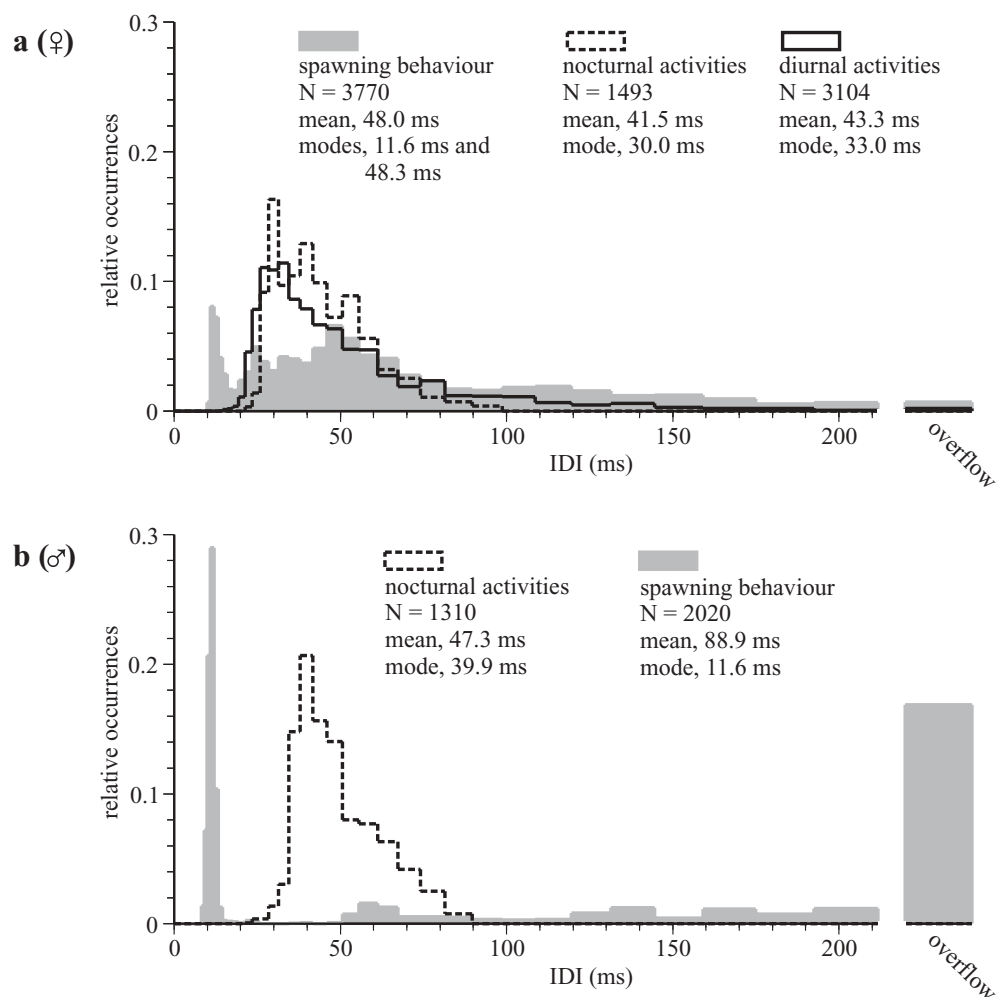 a (♀)
0.3
0.2
0.1
0
relative occurrences
spawning behaviour
N = 3770
mean, 48.0 ms
modes, 11.6 ms and
48.3 ms
nocturnal activities
N = 1493
mean, 41.5 ms
mode, 30.0 ms
diurnal activities
N = 3104
mean, 43.3 ms
mode, 33.0 ms
0 50 100 150 200
overflow
IDI (ms)
b (♂)
0.3
0.2
0.1
0
relative occurrences
nocturnal activities
N = 1310
mean, 47.3 ms
mode, 39.9 ms
spawning behaviour
N = 2020
mean, 88.9 ms
mode, 11.6 ms
0 50 100 150 200
overflow
IDI (ms)